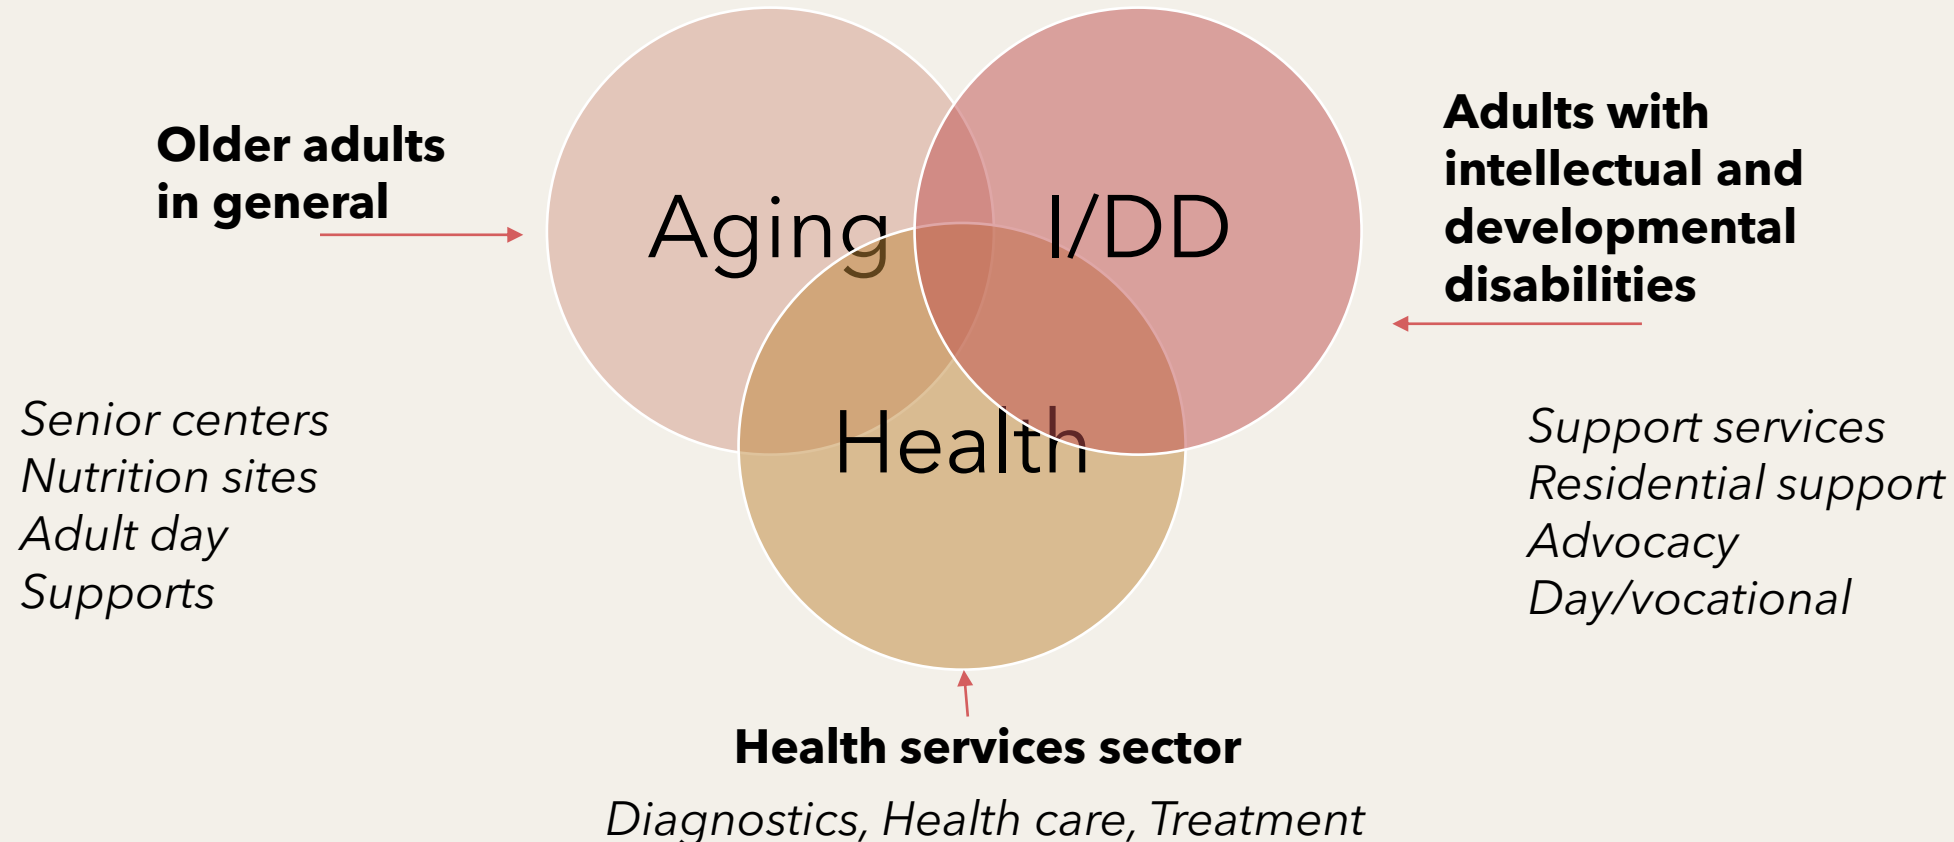 Older adults
in general
Aging
I/DD
Adults with
intellectual and
developmental
disabilities
Senior centers
Nutrition sites
Adult day
Supports
Health
Support services
Residential support
Advocacy
Day/vocational
Health services sector
Diagnostics, Health care, Treatment